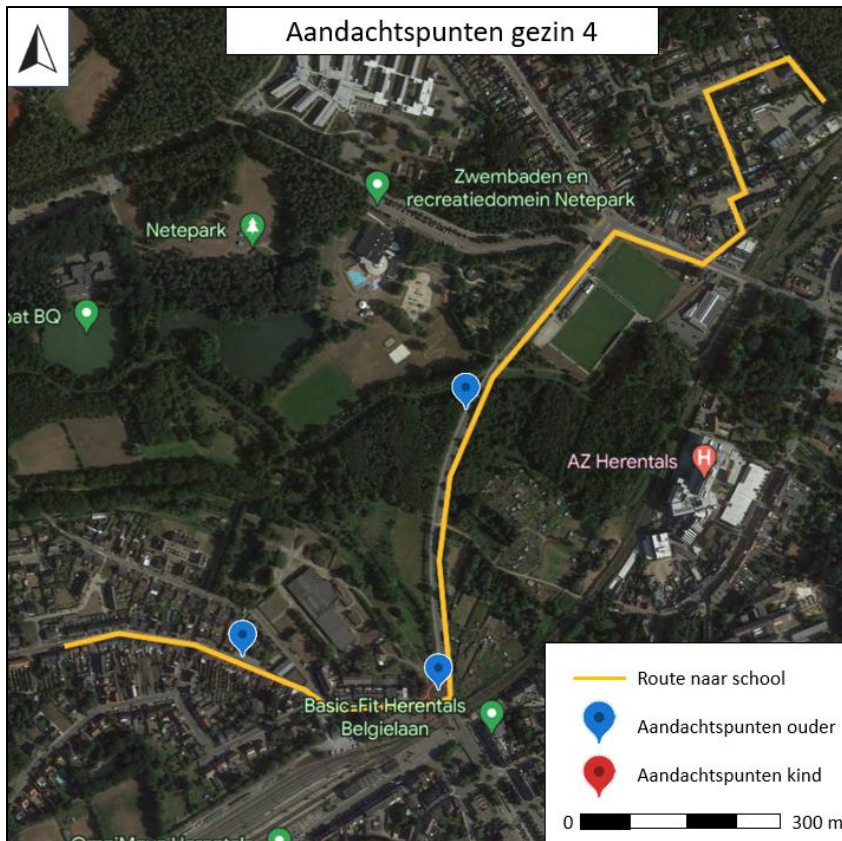 Aandachtspunten gezin 4
Zwembaden en
recreatiedomein Netepark
Netepark
bat BQ
AZ Herentals
H
Basic-Fit Herentals
Belgielaan
Route naar school
Aandachtspunten ouder
Aandachtspunten kind
0 300 m